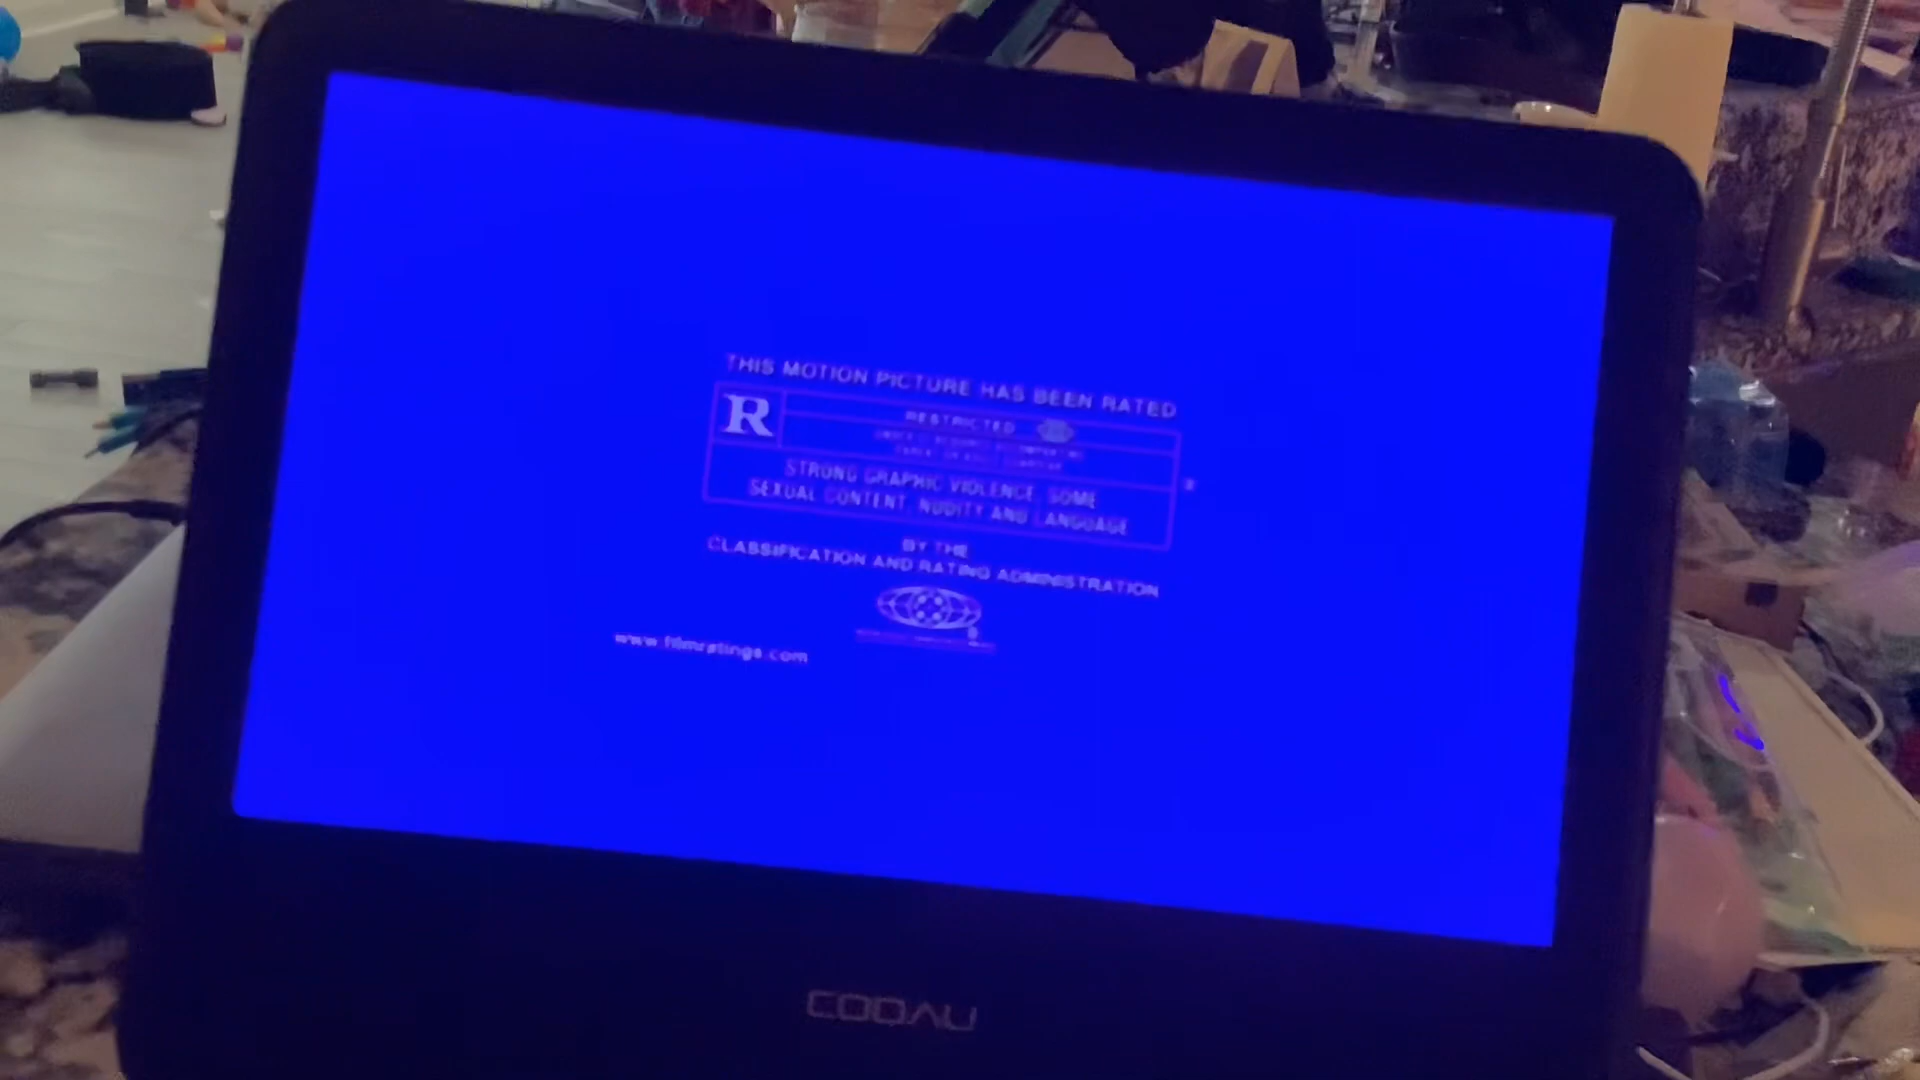 THIS MOTION PICTURE HAS BEEN RATED
R
RESTRICTED
STRONG GRAPHIC VIOLENCE, SOME
SEXUAL CONTENT, NUDITY AND LANGUAGE
BY THE
CLASSIFICATION AND RATING ADMINISTRATION
www.filmratings.com
COOAU